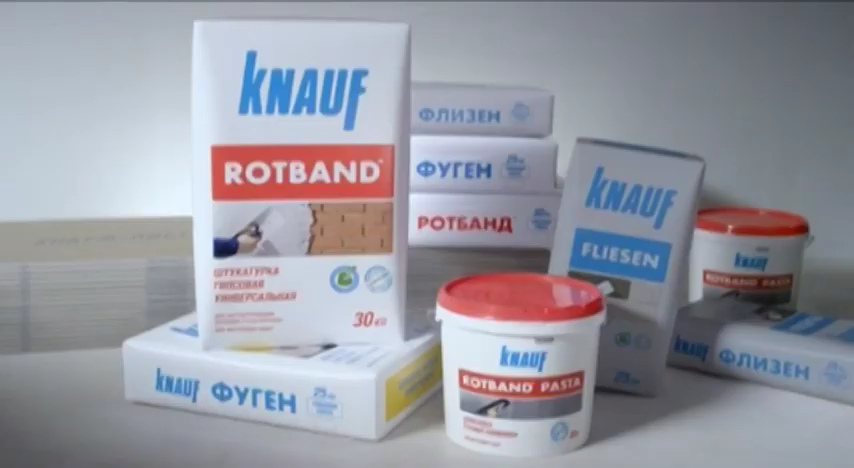 KNAUF
ROTBAND
ШТУКАТУРКА
ГИПСОВАЯ
УНИВЕРСАЛЬНАЯ
30 кг
ФЛИЗЕН
ФУГЕН
РОТБАНД
KNAUF
FLIESEN
KNAUF
ROTBAND PASTA
KNAUF ФУГЕН
KNAUF
ROTBAND PASTA
KNAUF ФЛИЗЕН